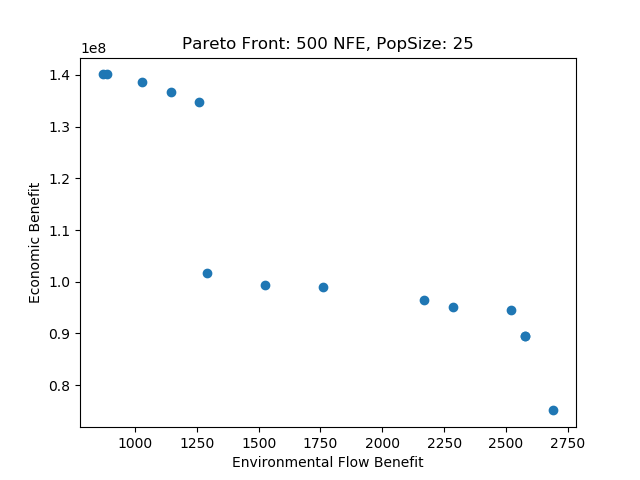 Pareto Front: 500 NFE, PopSize: 25
1e8
1.4
1.3
1.2
1.1
1.0
0.9
0.8
Economic Benefit
1000 1250 1500 1750 2000 2250 2500 2750
Environmental Flow Benefit